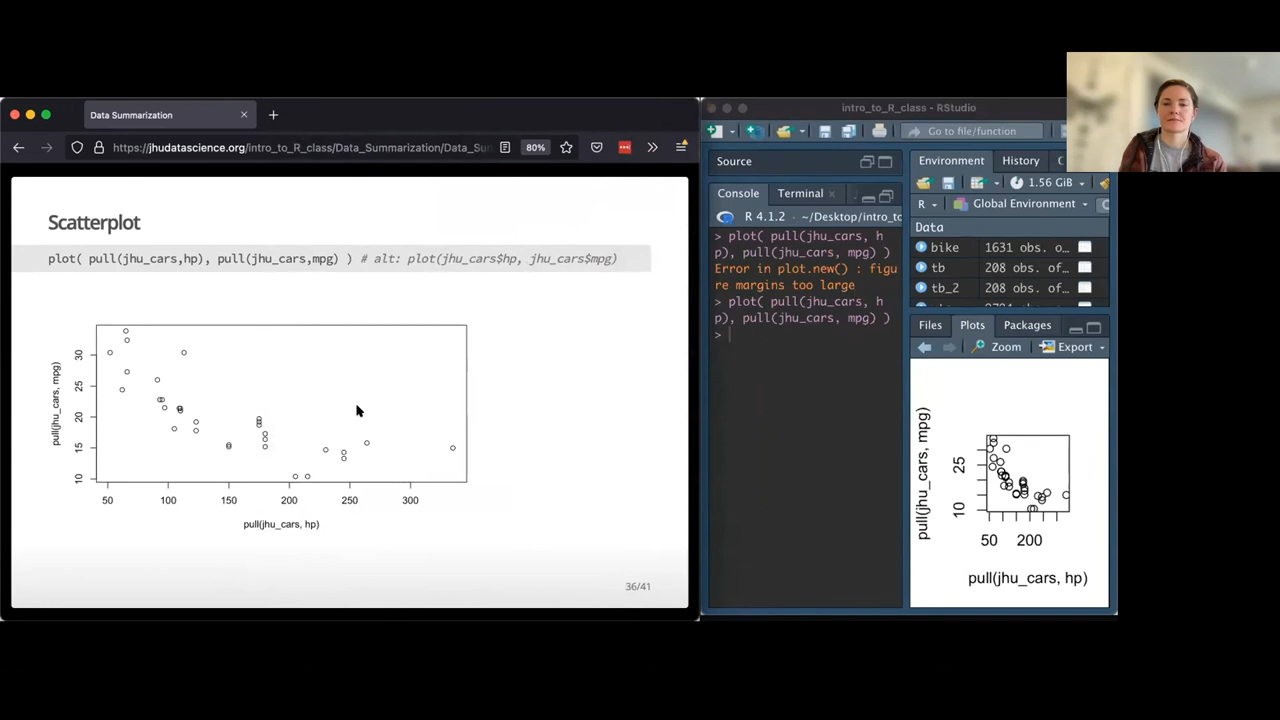 Data Summarization
https://jhudatascience.org/intro_to_R_class/Data_Summarization/Data_Sum
80%
Scatterplot
plot( pull(jhu_cars,hp), pull(jhu_cars,mpg) ) # alt: plot(jhu_cars$hp, jhu_cars$mpg)
pull(jhu_cars, mpg)
30
25
20
15
10
50 100 150 200 250 300
pull(jhu_cars, hp)
36/41
intro_to_R_class - RStudio
Go to file/function
Source
Console Terminal
R 4.1.2 · ~/Desktop/intro_to
> plot( pull(jhu_cars, h
p), pull(jhu_cars, mpg) )
Error in plot.new() : figu
re margins too large
> plot( pull(jhu_cars, h
p), pull(jhu_cars, mpg) )
>
Environment History
1.56 GiB
R Global Environment
Data
bike 1631 obs. o…
tb 208 obs. of…
tb_2 208 obs. of…
Files Plots Packages
Zoom Export
pull(jhu_cars, mpg)
25
10
50 200
pull(jhu_cars, hp)